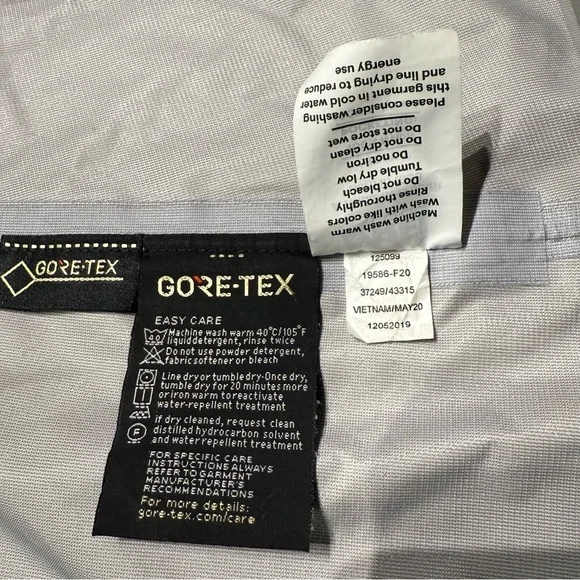 GORE-TEX
GORE-TEX
EASY CARE
Machine wash warm 40°C/105°F
liquid detergent, rinse twice
Do not use powder detergent,
fabric softener or bleach
Line dry or tumble dry-Once dry,
tumble dry for 20 minutes more
or iron warm to reactivate
water-repellent treatment
if dry cleaned, request clean
distilled hydrocarbon solvent
and water repellent treatment
FOR SPECIFIC CARE
INSTRUCTIONS ALWAYS
REFER TO GARMENT
MANUFACTURER'S
RECOMMENDATIONS
For more details:
gore-tex.com/care
Machine wash warm
Wash with like colors
Rinse thoroughly
Do not bleach
Tumble dry low
Do not iron
Do not dry clean
Do not store wet
Please consider washing
this garment in cold water
and line drying to reduce
energy use
125099
19586-F20
37249/43315
VIETNAM/MAY20
12052019